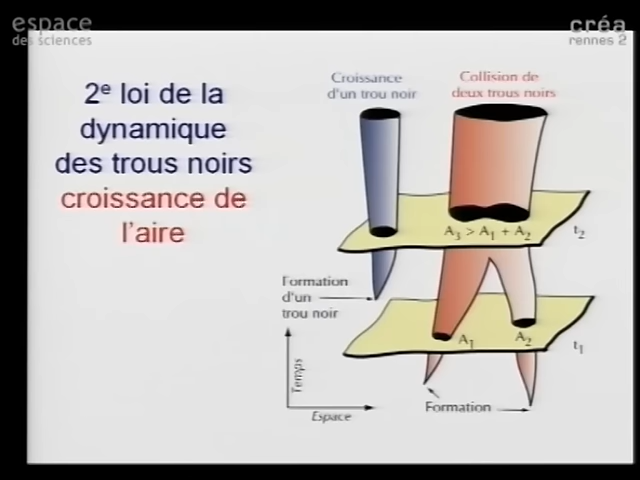 espace
des sciences
créa
rennes 2
2e loi de la
dynamique
des trous noirs
croissance de
l'aire
Croissance
d'un trou noir
Collision de
deux trous noirs
A3 > A1 + A2
t2
Formation
d'un
trou noir
A1
A2
t1
Temps
Espace
Formation